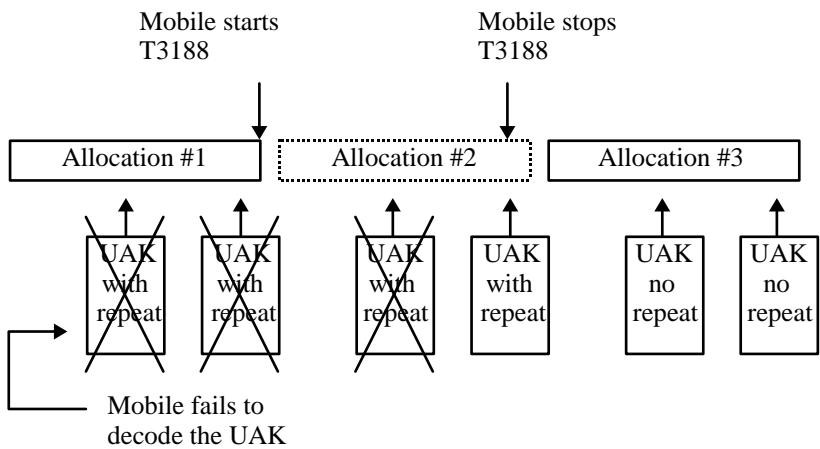 Mobile starts
T3188
Mobile stops
T3188
Allocation #1
Allocation #2
Allocation #3
UAK
with
repeat
UAK
with
repeat
UAK
with
repeat
UAK
with
repeat
UAK
no
repeat
UAK
no
repeat
Mobile fails to
decode the UAK